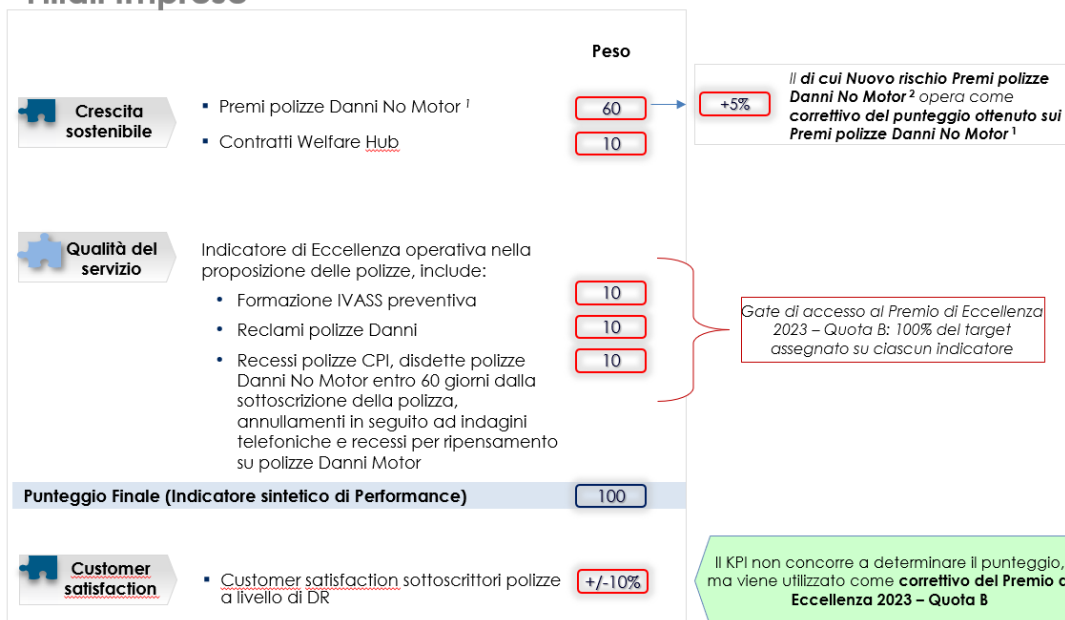 Peso
Crescita
sostenibile
▪ Premi polizze Danni No Motor 1
60
▪ Contratti Welfare Hub
10
+5%
Il di cui Nuovo rischio Premi polizze
Danni No Motor 2 opera come
correttivo del punteggio ottenuto sui
Premi polizze Danni No Motor 1
Qualità del
servizio
Indicatore di Eccellenza operativa nella
proposizione delle polizze, include:
• Formazione IVASS preventiva
10
• Reclami polizze Danni
10
• Recessi polizze CPI, disdette polizze
10
Danni No Motor entro 60 giorni dalla
sottoscrizione della polizza,
annullamenti in seguito ad indagini
telefoniche e recessi per ripensamento
su polizze Danni Motor
Gate di accesso al Premio di Eccellenza
2023 – Quota B: 100% del target
assegnato su ciascun indicatore
Punteggio Finale (Indicatore sintetico di Performance)
100
Customer
satisfaction
▪ Customer satisfaction sottoscrittori polizze
a livello di DR
+/-10%
Il KPI non concorre a determinare il punteggio,
ma viene utilizzato come correttivo del Premio d
Eccellenza 2023 – Quota B